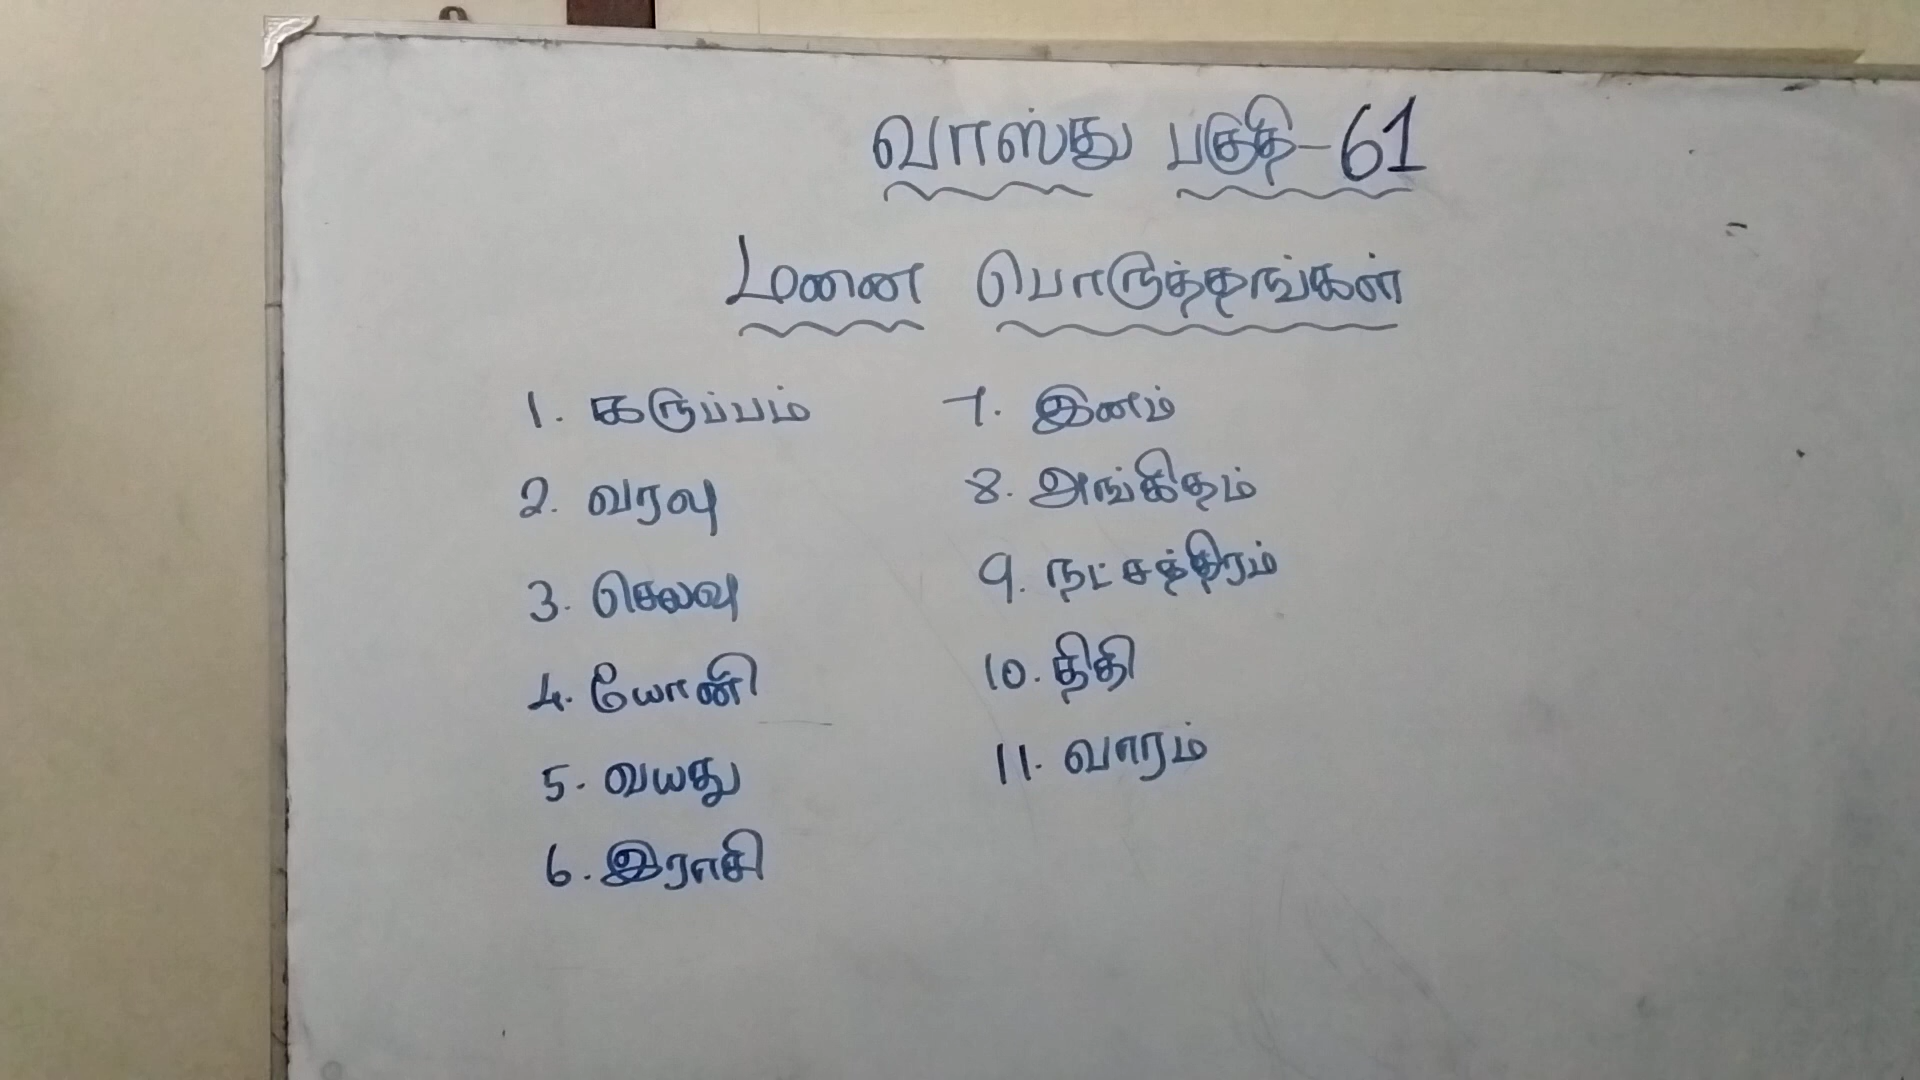 வாஸ்து பகுதி-61
மனை பொருத்தங்கள்
1. கருப்பம்
2. வரவு
3. செலவு
4. யோனி
5. வயது
6. இராசி
7. இனம்
8. அங்கிதம்
9. நட்சத்திரம்
10. திதி
11. வாரம்